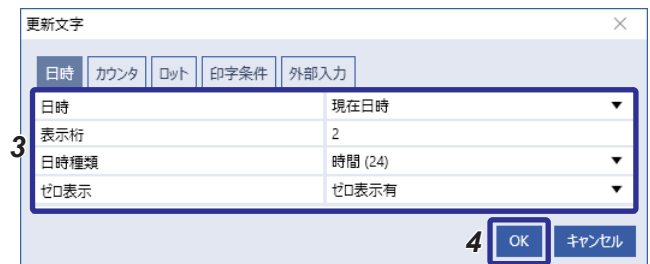 更新文字
日時 カウンタ ロット 印字条件 外部入力
日時 現在日時
表示桁 2
日時種類 時間 (24)
ゼロ表示 ゼロ表示有
3
4 OK キャンセル